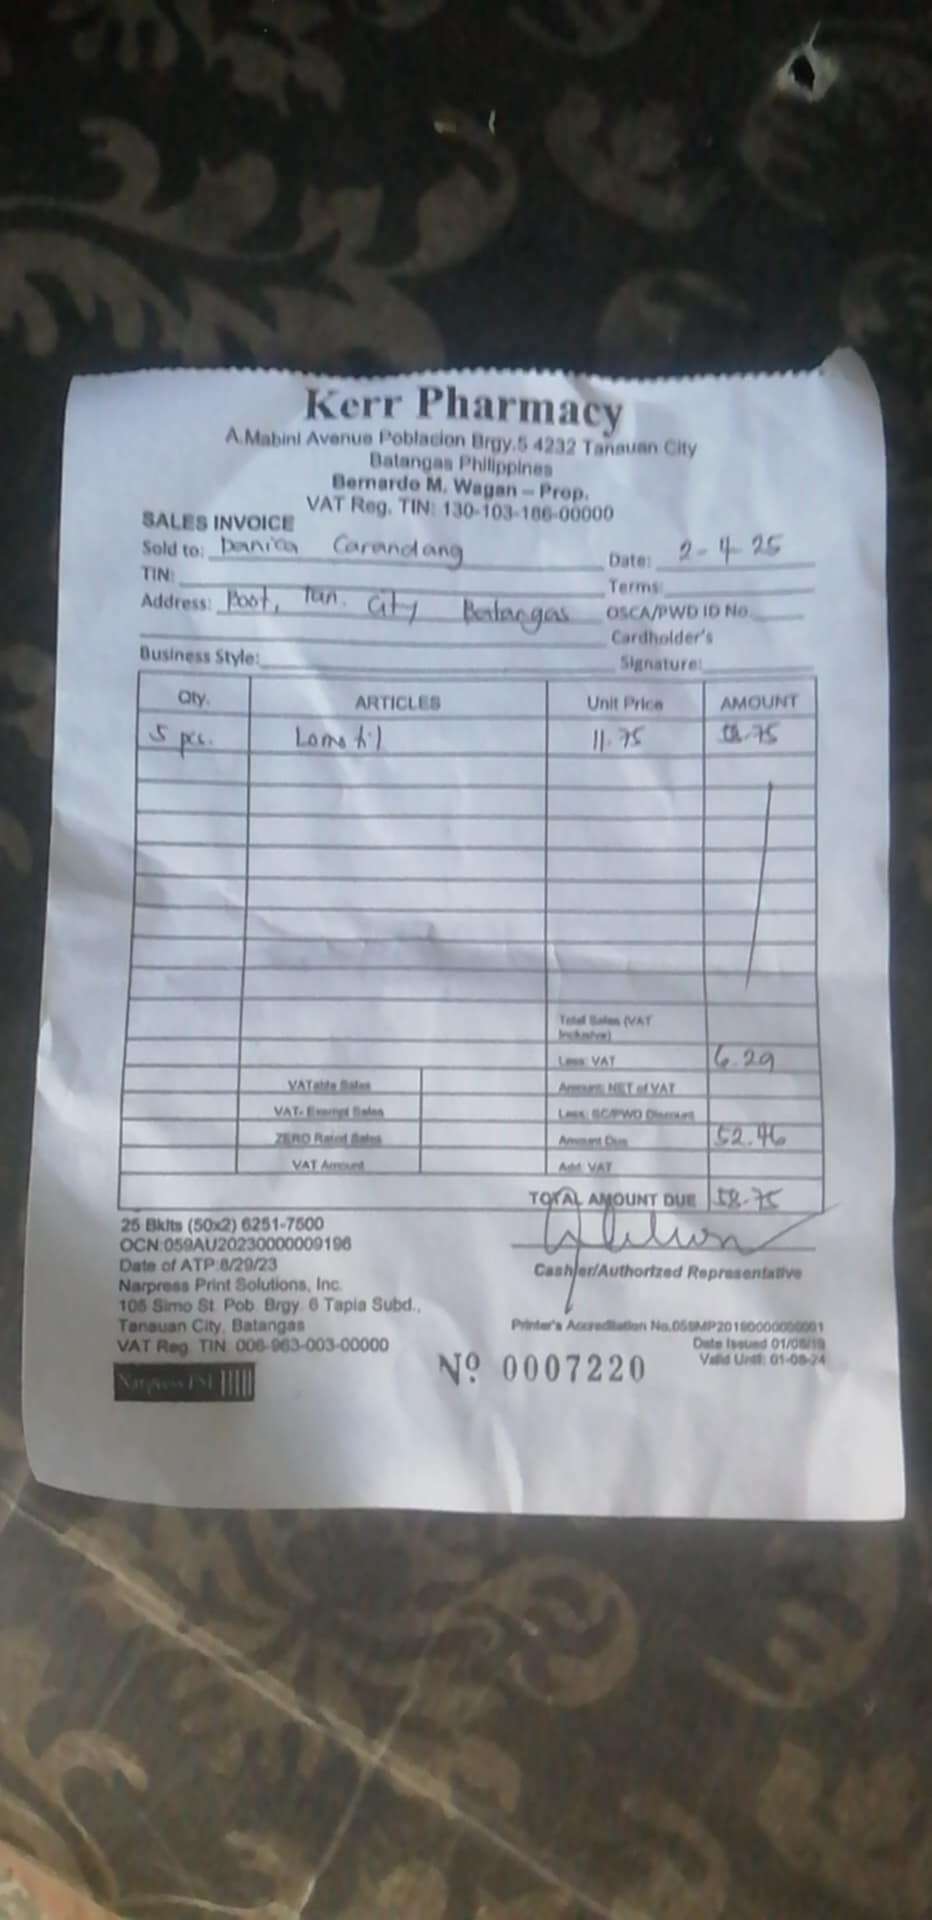 Kerr Pharmacy
A.Mabini Avenue Poblacion Brgy.5 4232 Tanauan City
Batangas Philippines
Bernardo M. Wagan – Prop.
VAT Reg. TIN: 130-103-186-00000
SALES INVOICE
Sold to: Danica Carandang Date: 2-4-25
TIN: Terms:
Address: Boot, Tan. City Batangas OSCA/PWD ID No.
Cardholder's
Business Style: Signature:
Qty. ARTICLES Unit Price AMOUNT
5 pcs. Lomotil 11.75 58.75
Total Sales (VAT
Inclusive)
Less: VAT 6.29
VATable Sales Amount: NET of VAT
VAT- Exempt Sales Less: SC/PWD Discount
ZERO Rated Sales Amount Due 52.46
VAT Amount Add: VAT
TOTAL AMOUNT DUE 58.75
25 Bklts (50x2) 6251-7500
OCN:059AU20230000009196
Cashier/Authorized Representative
Date of ATP:8/29/23
Narpress Print Solutions, Inc.
105 Simo St. Pob. Brgy. 6 Tapia Subd.,
Tanauan City, Batangas
Printer's Accreditation No.059MP20190000000001
VAT Reg. TIN: 006-963-003-00000
Date Issued 01/08/19
Valid Until: 01-08-24
Nº 0007220